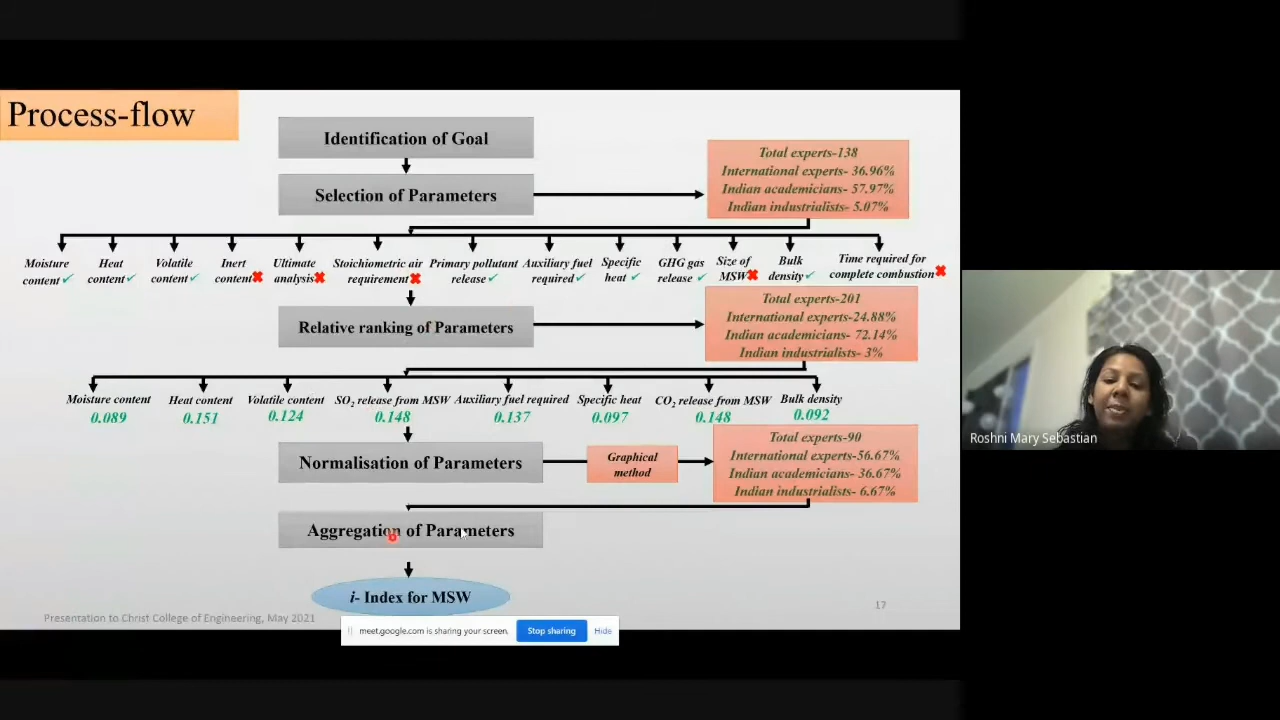 Process-flow
Identification of Goal
Selection of Parameters
Total experts-138
International experts- 36.96%
Indian academicians- 57.97%
Indian industrialists- 5.07%
Moisture
content✓
Heat
content✓
Volatile
content✓
Inert
content✖
Ultimate
analysis✖
Stoichiometric air
requirement✖
Primary pollutant
release✓
Auxiliary fuel
required✓
Specific
heat ✓
GHG gas
release ✓
Size of
MSW✖
Bulk
density✓
Time required for
complete combustion✖
Relative ranking of Parameters
Total experts-201
International experts-24.88%
Indian academicians- 72.14%
Indian industrialists- 3%
Moisture content
0.089
Heat content
0.151
Volatile content
0.124
SO₂ release from MSW
0.148
Auxiliary fuel required
0.137
Specific heat
0.097
CO₂ release from MSW
0.148
Bulk density
0.092
Normalisation of Parameters
Graphical
method
Total experts-90
International experts-56.67%
Indian academicians- 36.67%
Indian industrialists- 6.67%
Aggregation of Parameters
i- Index for MSW
Presentation to Christ College of Engineering, May 2021
17
meet.google.com is sharing your screen.
Stop sharing
Hide
Roshni Mary Sebastian